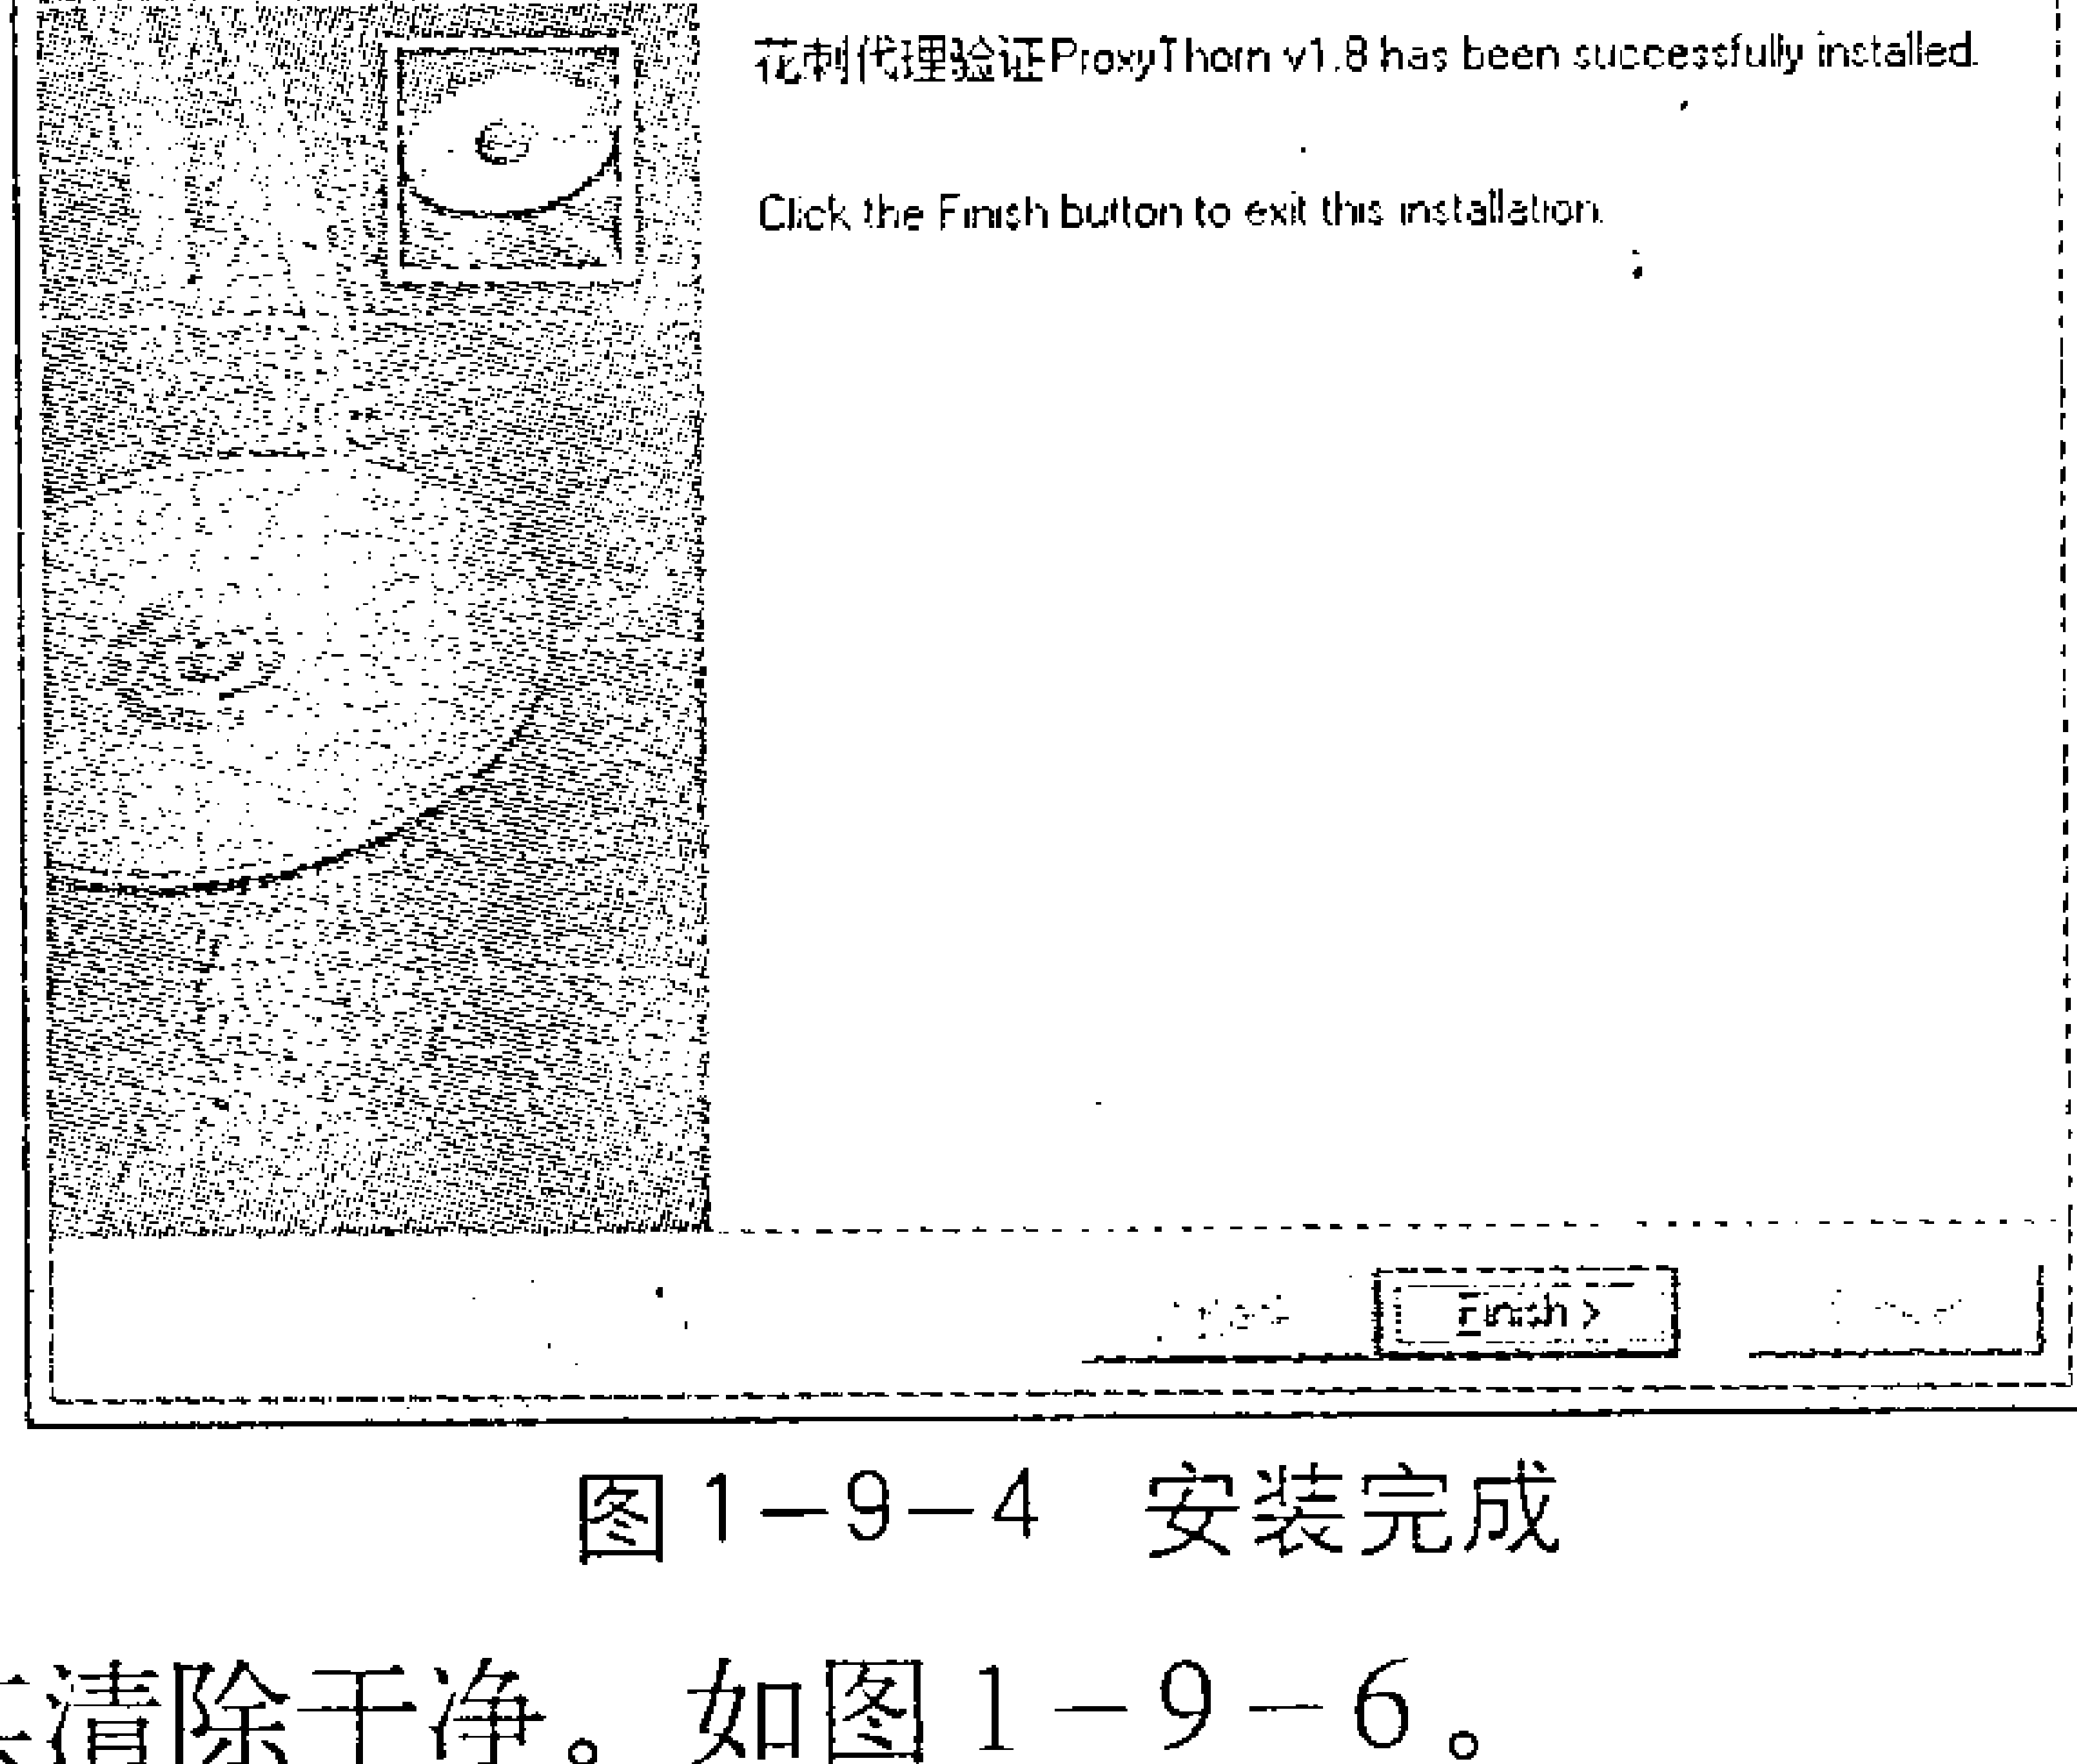 花刺代理验证ProxyThorn v1.8 has been successfully installed.
Click the Finish button to exit this installation.
Finish >
图1-9-4 安装完成
清除干净。如图1-9-6。